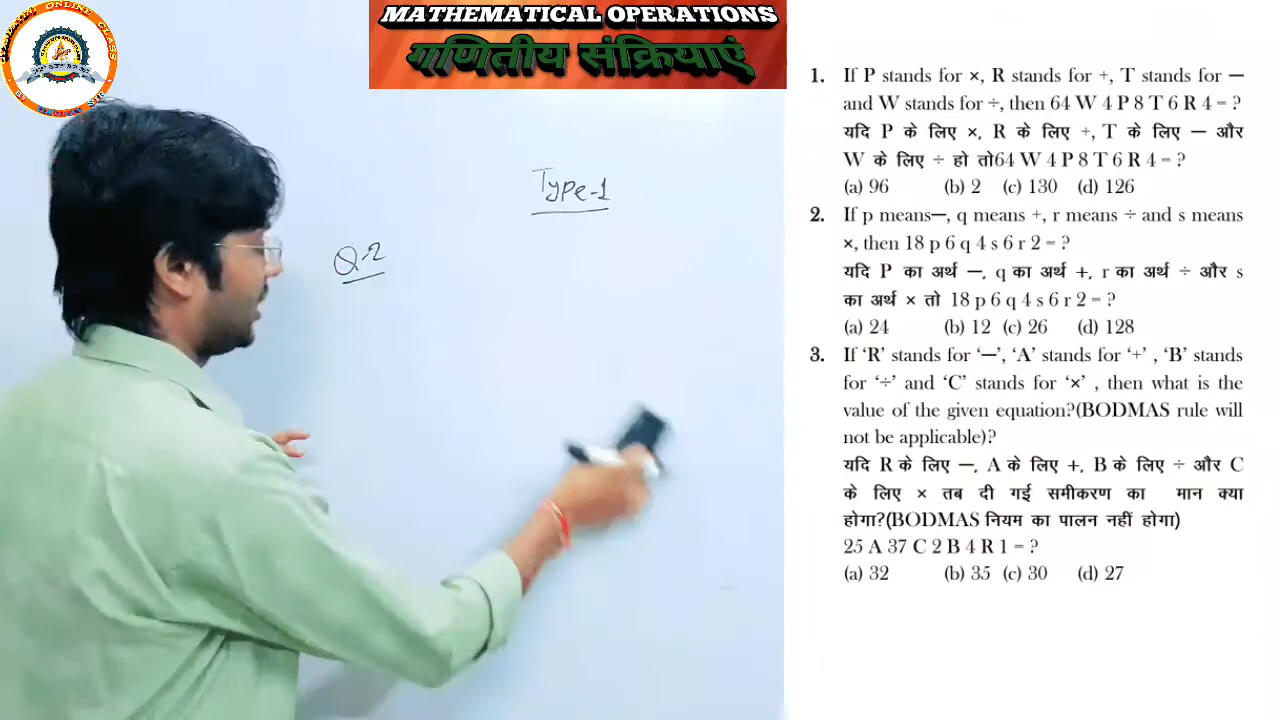 ONLINE CLASS
MATHEMATICAL OPERATIONS
गणितीय संक्रियाएं
Type-1
Q-2
1. If P stands for ×, R stands for +, T stands for —
and W stands for ÷, then 64 W 4 P 8 T 6 R 4 = ?
यदि P के लिए ×, R के लिए +, T के लिए — और
W के लिए ÷ हो तो64 W 4 P 8 T 6 R 4 = ?
(a) 96 (b) 2 (c) 130 (d) 126
2. If p means—, q means +, r means ÷ and s means
×, then 18 p 6 q 4 s 6 r 2 = ?
यदि P का अर्थ —, q का अर्थ +, r का अर्थ ÷ और s
का अर्थ × तो 18 p 6 q 4 s 6 r 2 = ?
(a) 24 (b) 12 (c) 26 (d) 128
3. If ‘R’ stands for ‘—’, ‘A’ stands for ‘+’ , ‘B’ stands
for ‘÷’ and ‘C’ stands for ‘×’ , then what is the
value of the given equation?(BODMAS rule will
not be applicable)?
यदि R के लिए —, A के लिए +, B के लिए ÷ और C
के लिए × तब दी गई समीकरण का मान क्या
होगा?(BODMAS नियम का पालन नहीं होगा)
25 A 37 C 2 B 4 R 1 = ?
(a) 32 (b) 35 (c) 30 (d) 27